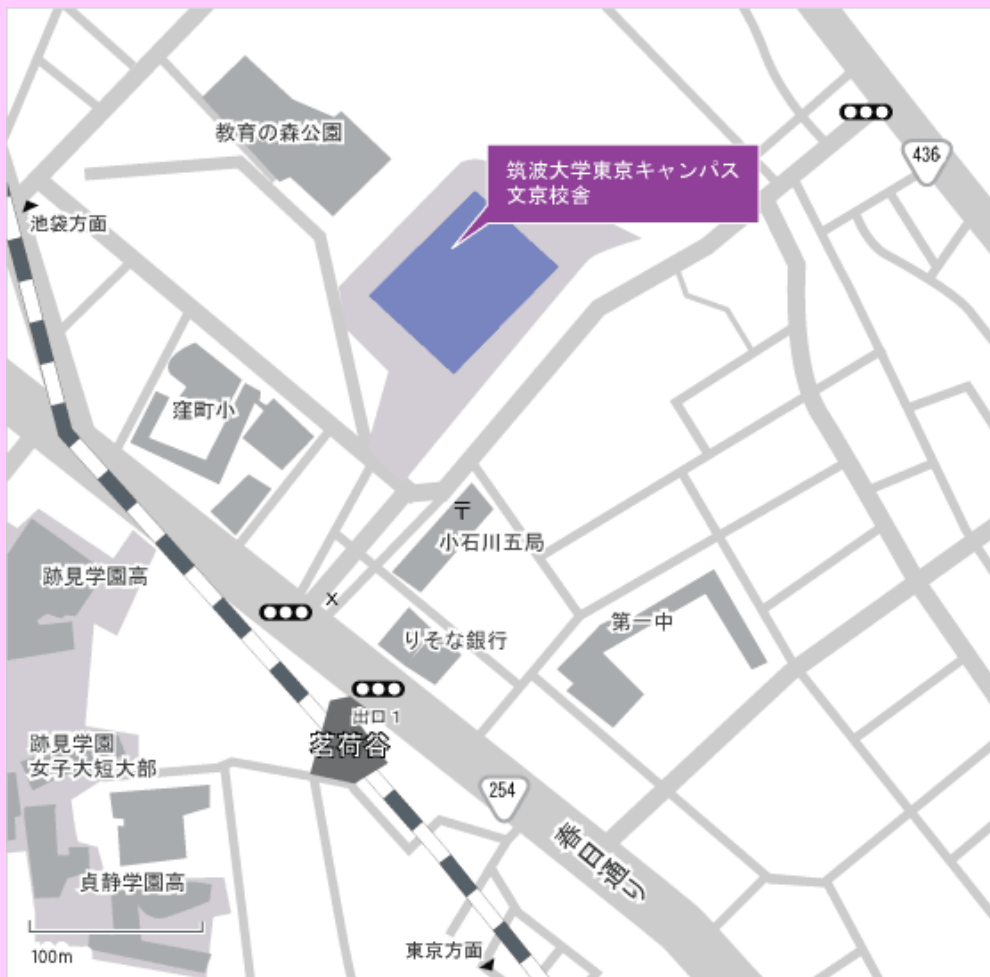 教育の森公園
436
筑波大学東京キャンパス
文京校舎
池袋方面
窪町小
〒
小石川五局
跡見学園高
X
第一中
りそな銀行
出口1
茗荷谷
跡見学園
女子大短大部
254
春日通り
貞静学園高
100m
東京方面